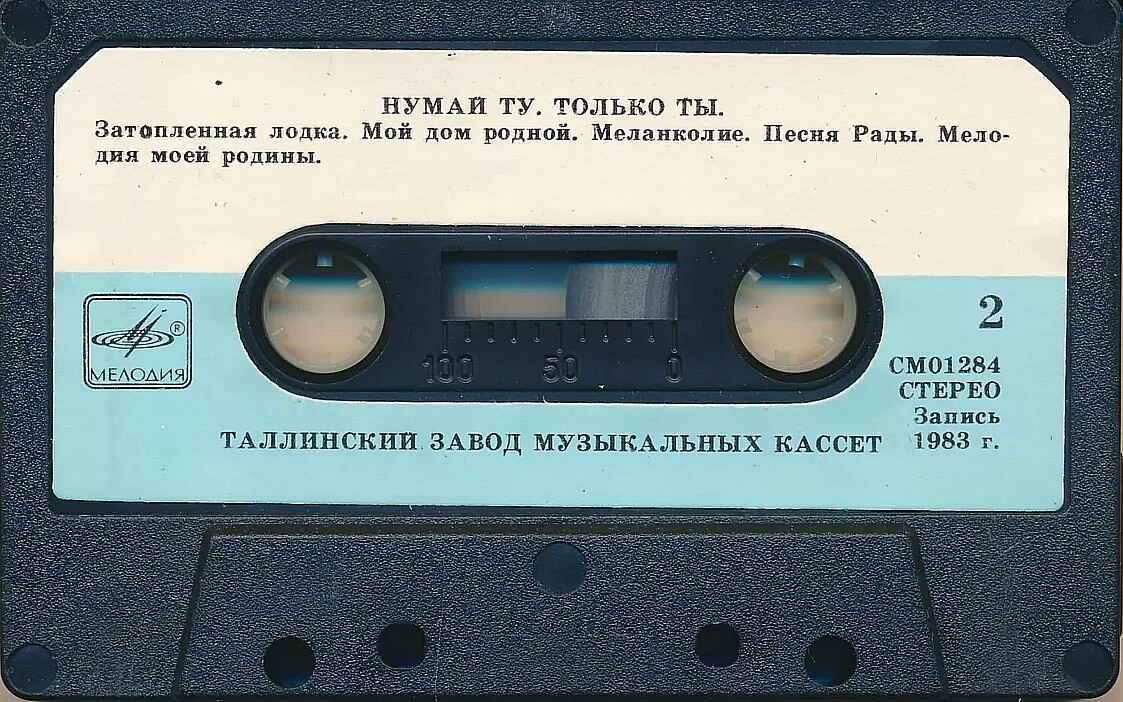 НУМАЙ ТУ. ТОЛЬКО ТЫ.
Затопленная лодка. Мой дом родной. Меланколие. Песня Рады. Мело-
дия моей родины.
2
®
МЕЛОДИЯ
100 50 0
СМ01284
СТЕРЕО
Запись
1983 г.
ТАЛЛИНСКИЙ ЗАВОД МУЗЫКАЛЬНЫХ КАССЕТ